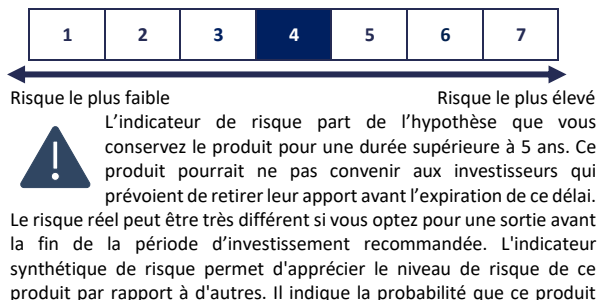 1 2 3 4 5 6 7
Risque le plus faible Risque le plus élevé
L’indicateur de risque part de l’hypothèse que vous
conservez le produit pour une durée supérieure à 5 ans. Ce
produit pourrait ne pas convenir aux investisseurs qui
prévoient de retirer leur apport avant l’expiration de ce délai.
Le risque réel peut être très différent si vous optez pour une sortie avant
la fin de la période d’investissement recommandée. L'indicateur
synthétique de risque permet d'apprécier le niveau de risque de ce
produit par rapport à d'autres. Il indique la probabilité que ce produit